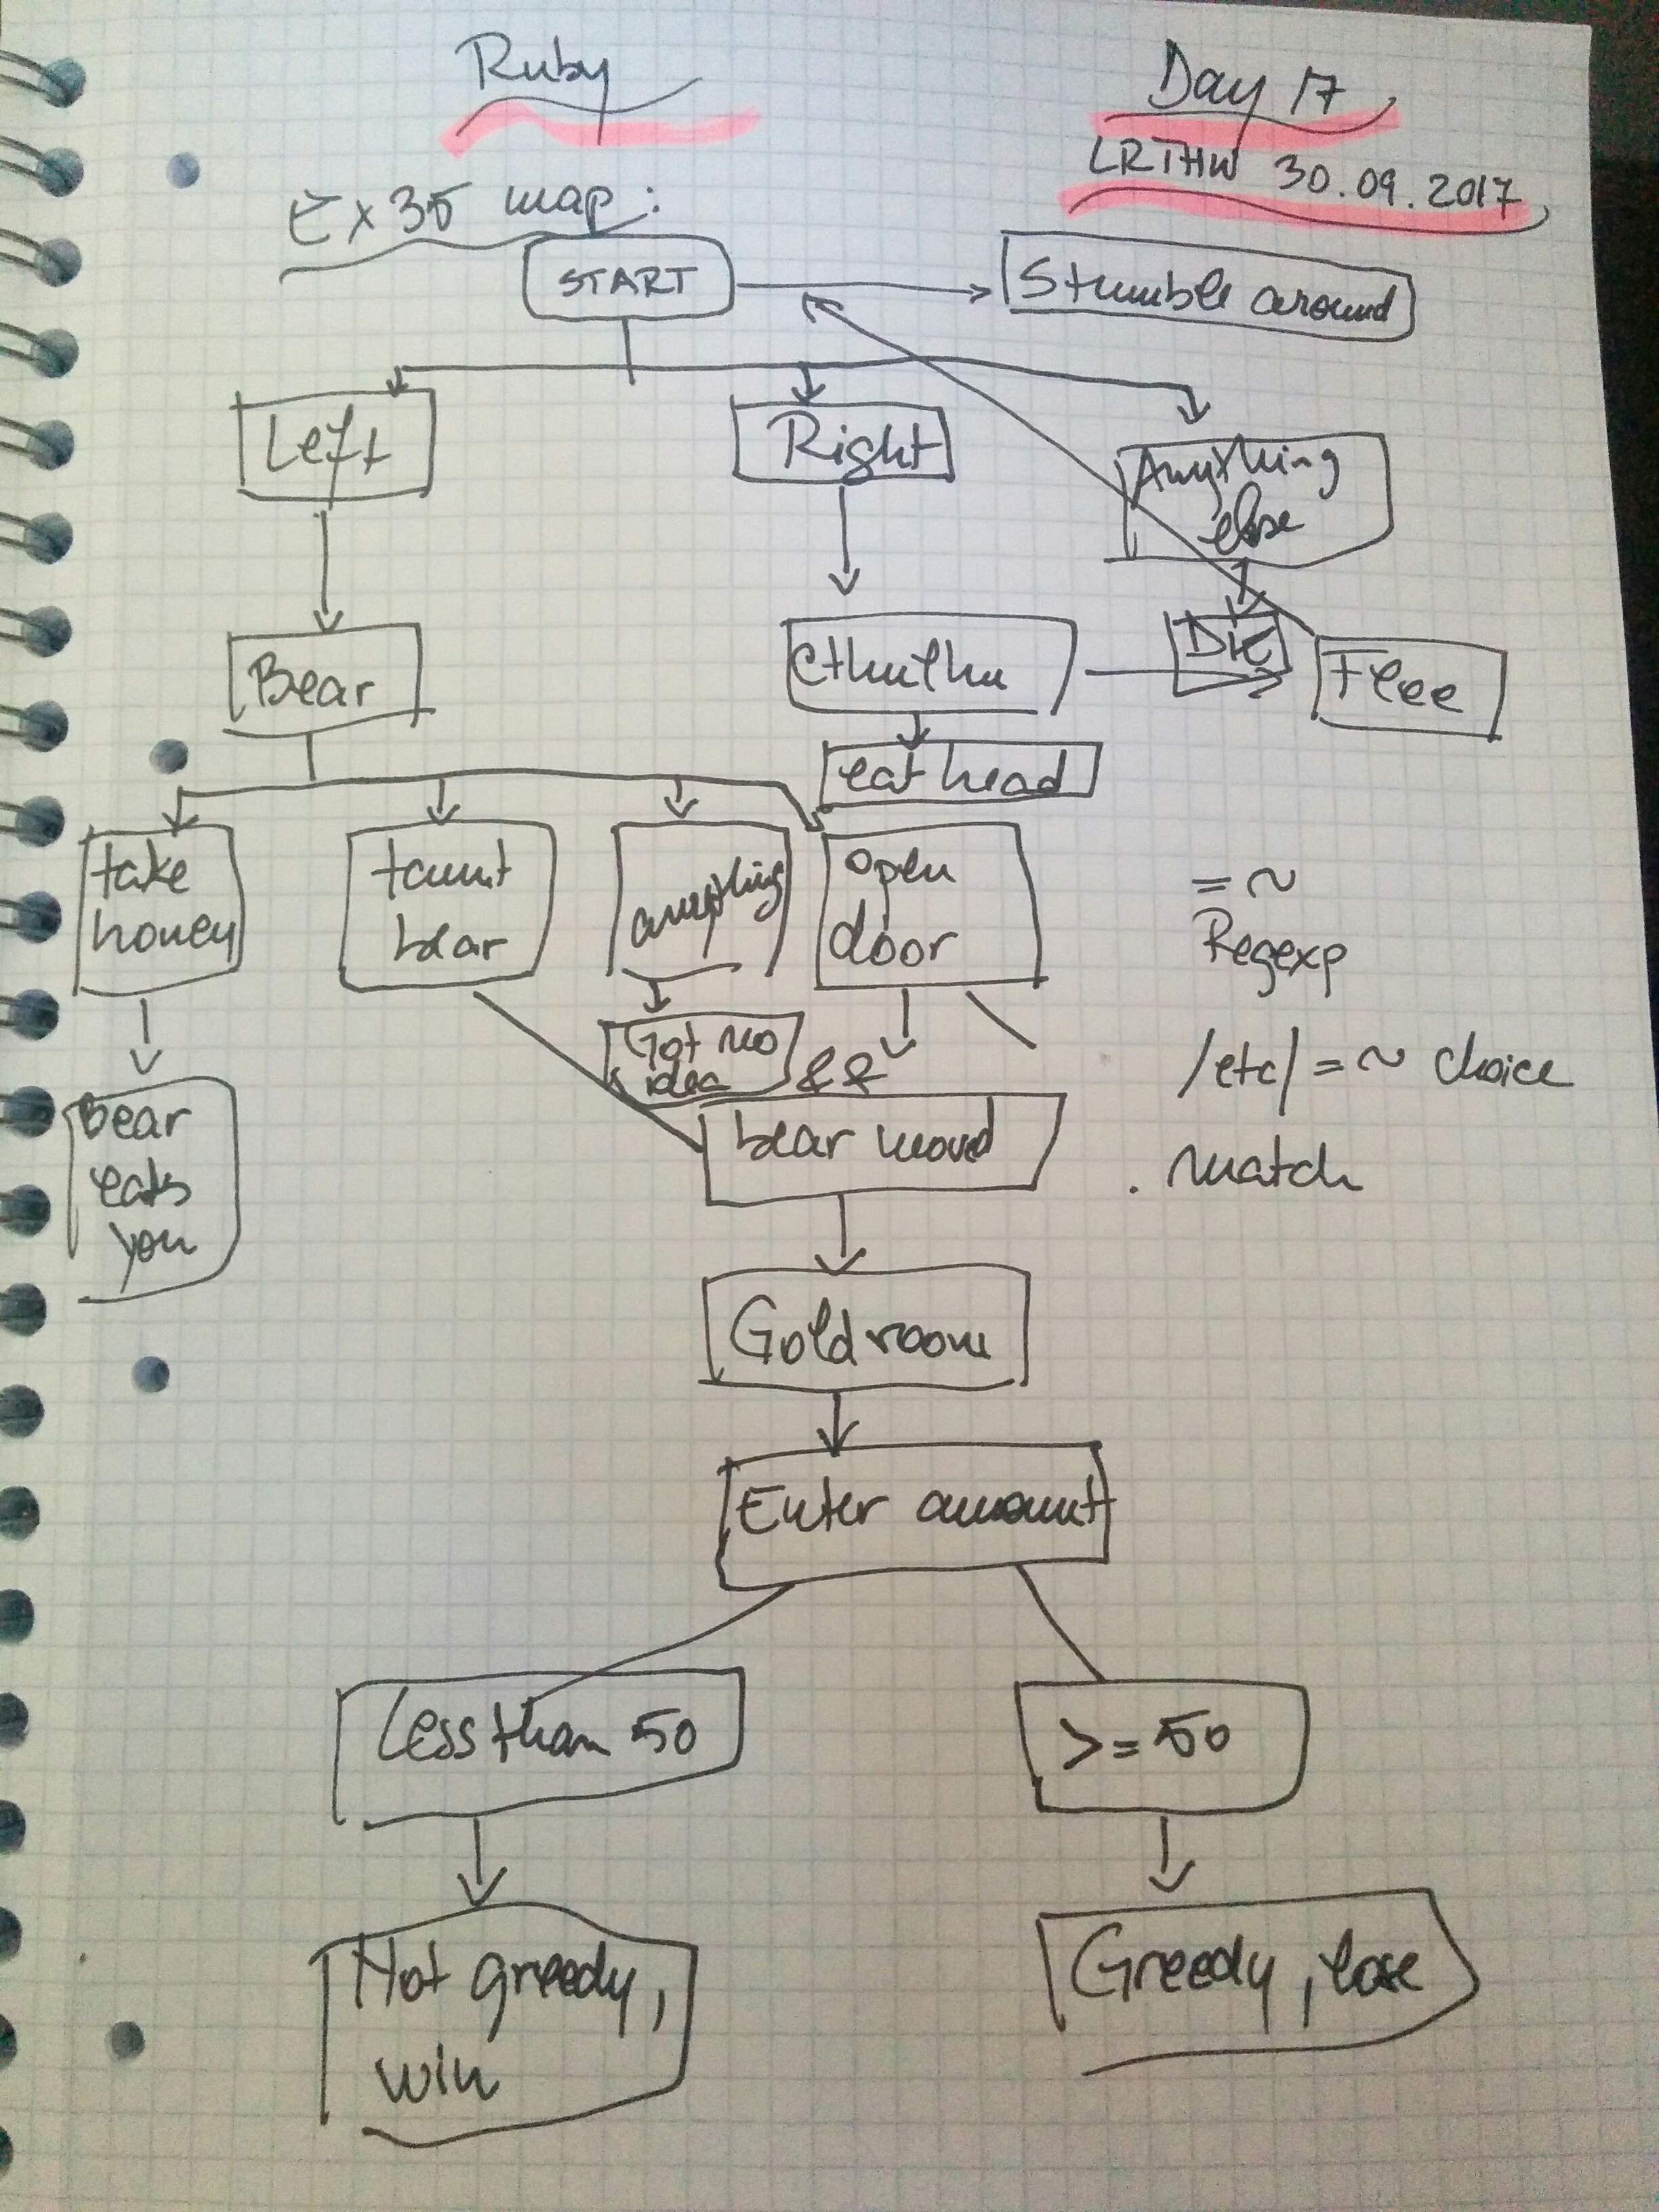 Ruby
Day 17
LRTHW 30.09.2017
Ex 35 map:
START
Stumble around
Left
Right
Anything
else
Bear
Cthulhu
DIE
Flee
eat head
take
honey
taunt
bear
anything
open
door
=~
Regexp
Got no
idea
&&
/etc/ =~ choice
Bear
eats
you
bear moved
.match
Gold room
Enter amount
Less than 50
>= 50
Not greedy,
win
Greedy, lose